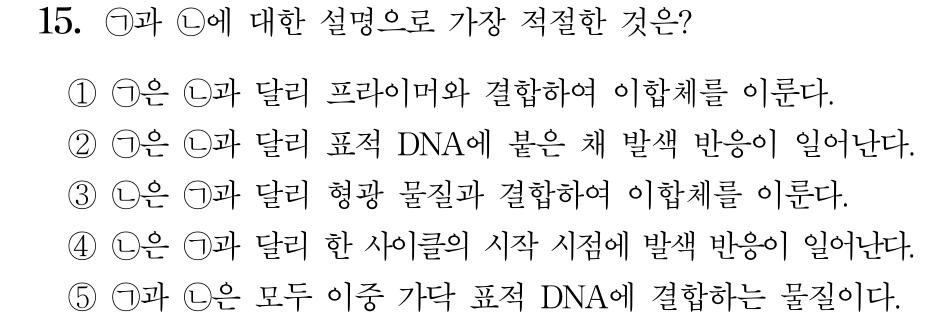 15. ㉠과 ㉡에 대한 설명으로 가장 적절한 것은?
① ㉠은 ㉡과 달리 프라이머와 결합하여 이합체를 이룬다.
② ㉠은 ㉡과 달리 표적 DNA에 붙은 채 발색 반응이 일어난다.
③ ㉡은 ㉠과 달리 형광 물질과 결합하여 이합체를 이룬다.
④ ㉡은 ㉠과 달리 한 사이클의 시작 시점에 발색 반응이 일어난다.
⑤ ㉠과 ㉡은 모두 이중 가닥 표적 DNA에 결합하는 물질이다.